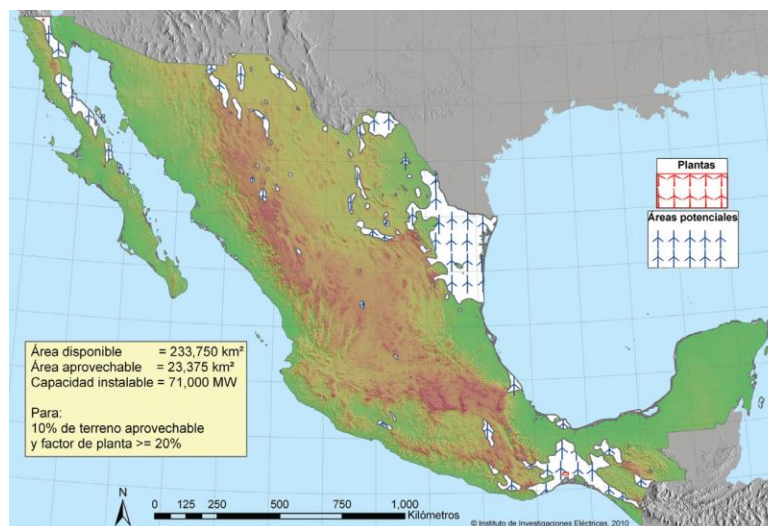 Plantas
Áreas potenciales
Área disponible = 233,750 km²
Área aprovechable = 23,375 km²
Capacidad instalable = 71,000 MW
Para:
10% de terreno aprovechable
y factor de planta >= 20%
N
0 125 250 500 750 1,000
Kilómetros
© Instituto de Investigaciones Eléctricas, 2010